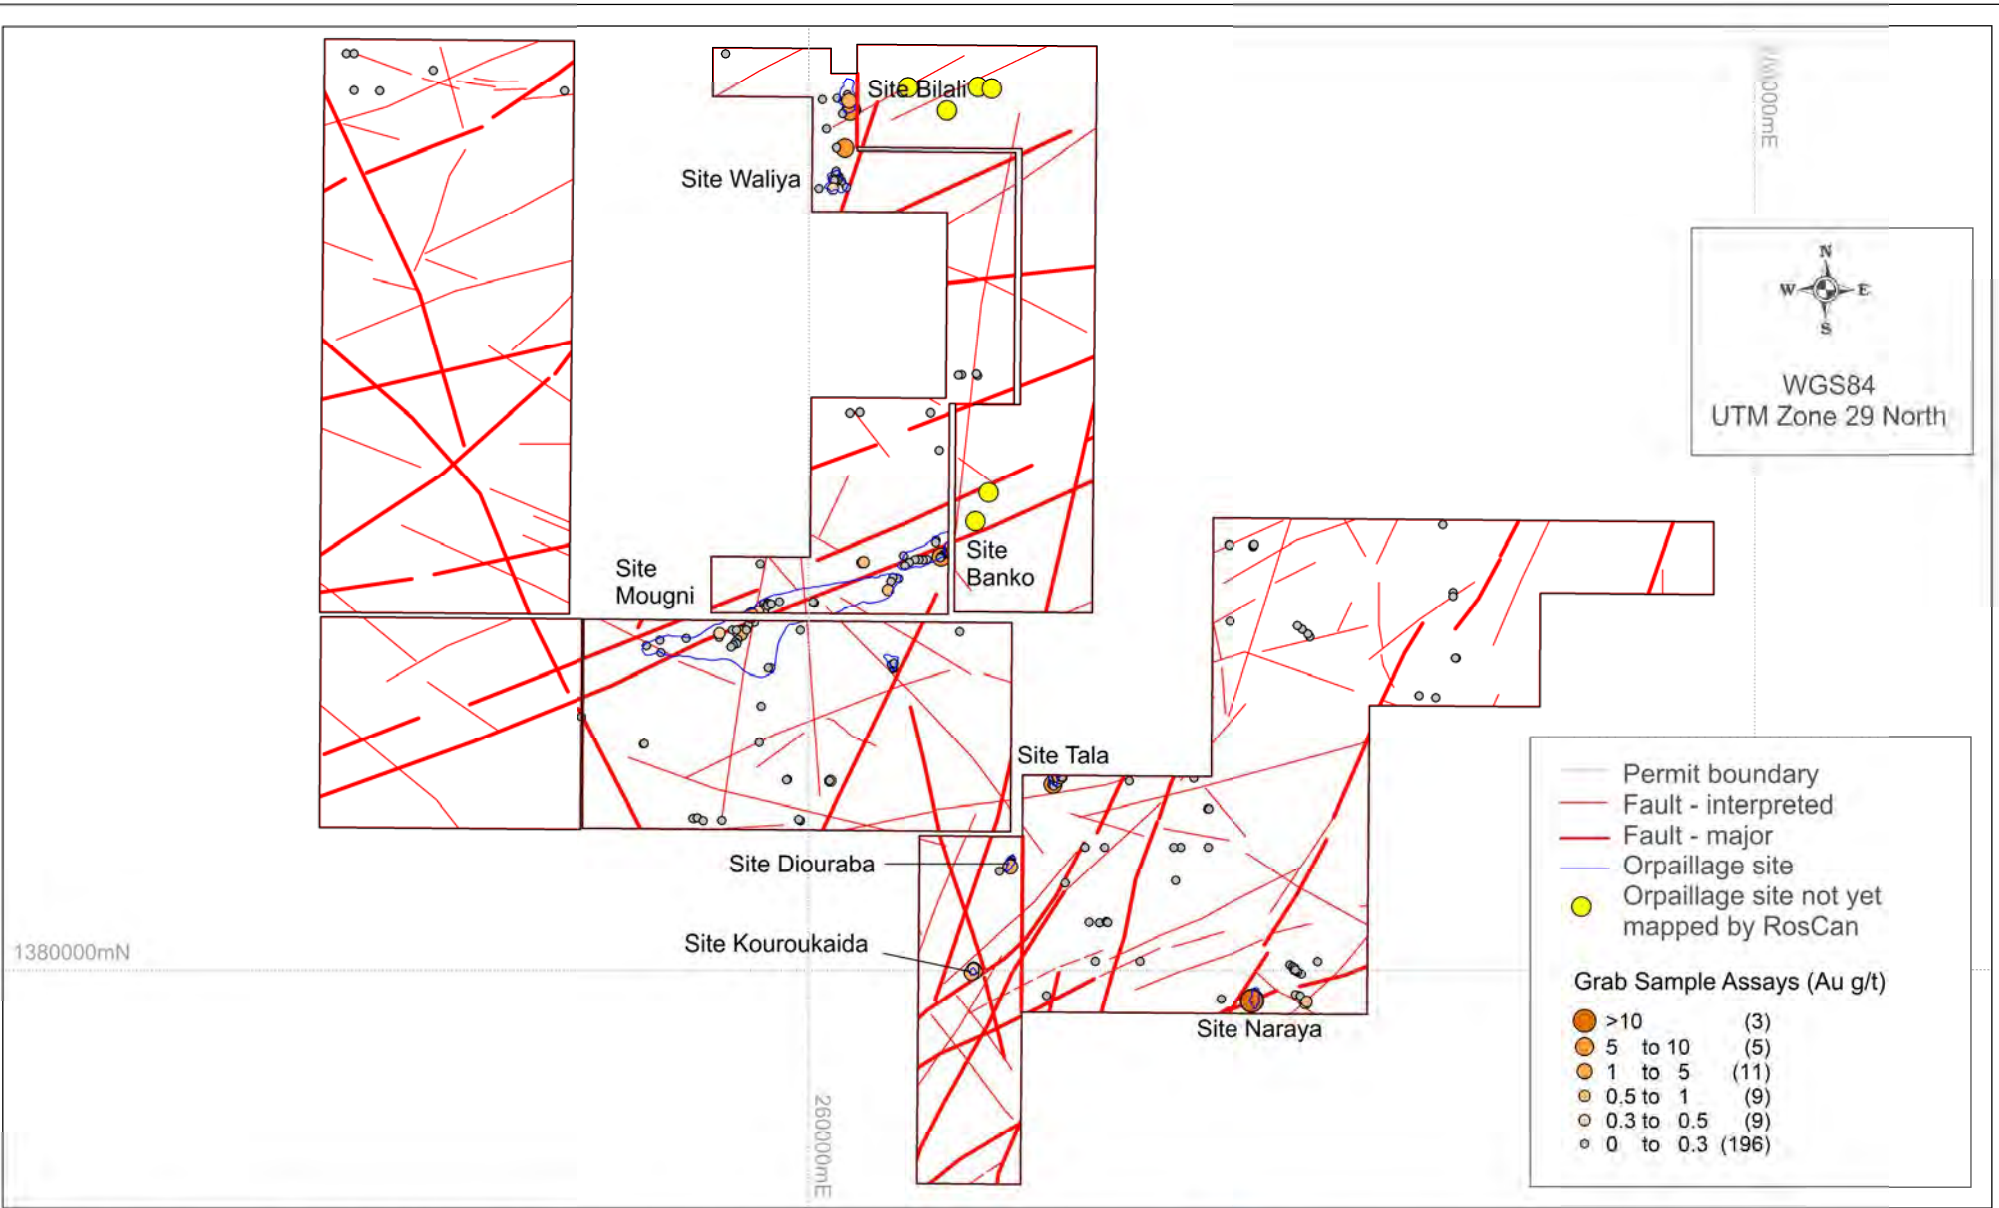 Site Bilali
Site Waliya
N
W E
S
WGS84
UTM Zone 29 North
Site
Banko
Site
Mougni
Site Tala
Permit boundary
Fault - interpreted
Fault - major
Orpaillage site
Orpaillage site not yet
mapped by RosCan
Site Diouraba
Site Kouroukaida
1380000mN
Grab Sample Assays (Au g/t)
>10 (3)
5 to 10 (5)
1 to 5 (11)
0.5 to 1 (9)
0.3 to 0.5 (9)
0 to 0.3 (196)
Site Naraya
260000mE